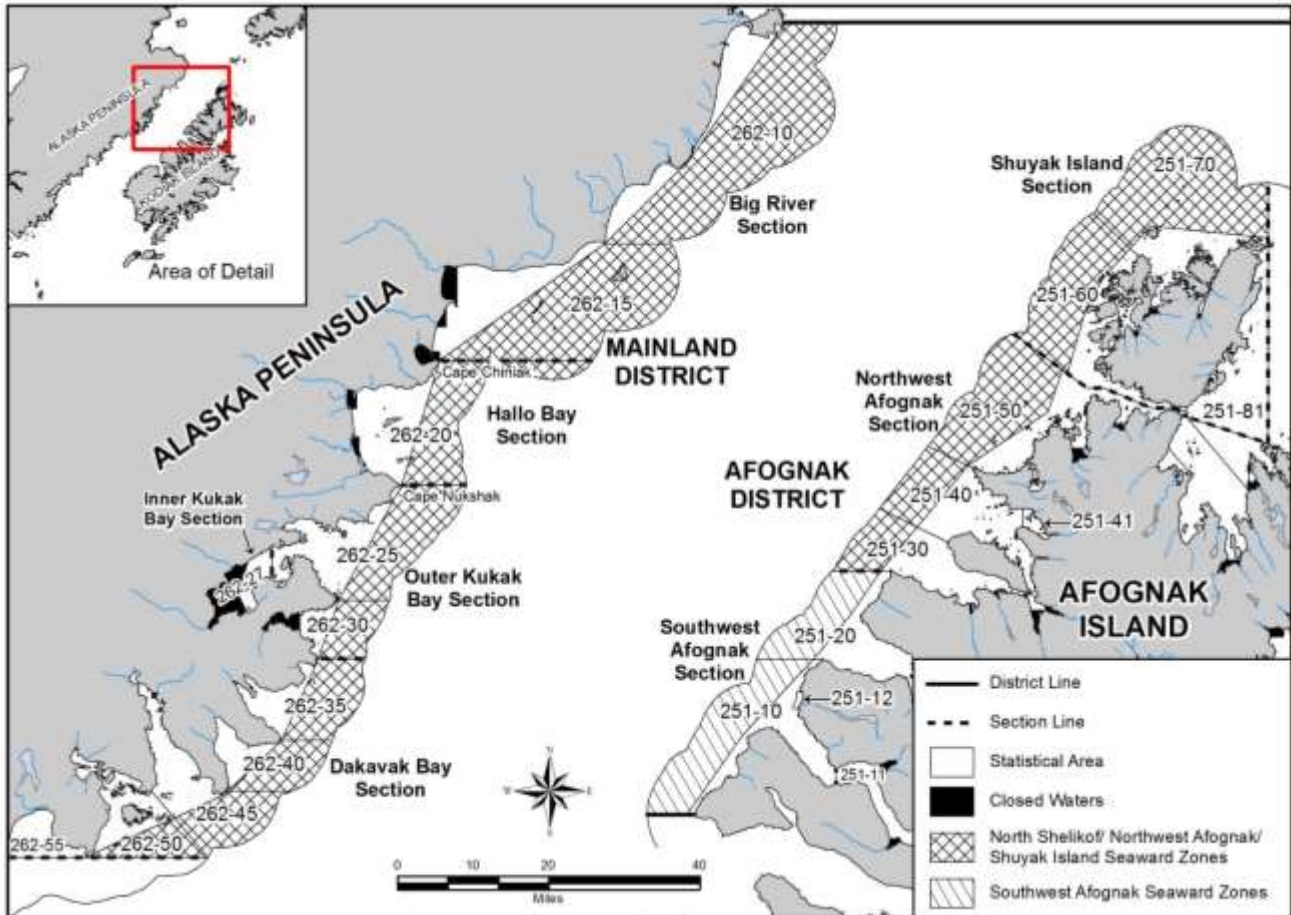 ALASKA PENINSULA
KODIAK ISLAND
Area of Detail
262-10
Big River
Section
262-15
MAINLAND
DISTRICT
ALASKA PENINSULA
Cape Chiniak
Hallo Bay
Section
262-20
Cape Nukshak
Inner Kukak
Bay Section
262-27
262-25
Outer Kukak
Bay Section
262-30
262-35
262-40
Dakavak Bay
Section
262-45
262-50
262-55
Shuyak Island
Section
251-70
251-60
Northwest
Afognak
Section
251-50
251-81
AFOGNAK
DISTRICT
251-40
251-41
251-30
AFOGNAK
ISLAND
Southwest
Afognak
Section
251-20
251-10
251-12
251-11
N
E
S
W
0 10 20 40
Miles
District Line
Section Line
Statistical Area
Closed Waters
North Shelikof/ Northwest Afognak/
Shuyak Island Seaward Zones
Southwest Afognak Seaward Zones